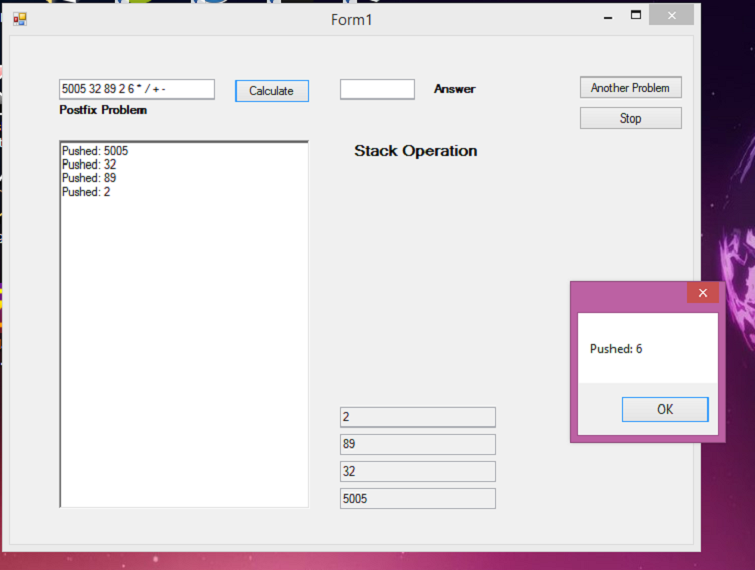 Form1
5005 32 89 2 6 * / + -
Calculate
Answer
Another Problem
Postfix Problem
Stop
Stack Operation
Pushed: 5005
Pushed: 32
Pushed: 89
Pushed: 2
Pushed: 6
OK
2
89
32
5005